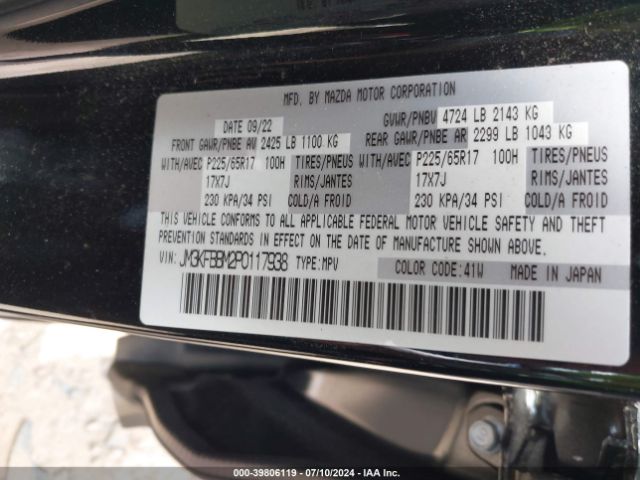 MFD. BY MAZDA MOTOR CORPORATION
DATE 09/22 GVWR/PNBV 4724 LB 2143 KG
FRONT GAWR/PNBE AV 2425 LB 1100 KG REAR GAWR/PNBE AR 2299 LB 1043 KG
WITH/AVEC P225/65R17 100H TIRES/PNEUS WITH/AVEC P225/65R17 100H TIRES/PNEUS
17X7J RIMS/JANTES 17X7J RIMS/JANTES
230 KPA/34 PSI COLD/A FROID 230 KPA/34 PSI COLD/A FROID
THIS VEHICLE CONFORMS TO ALL APPLICABLE FEDERAL MOTOR VEHICLE SAFETY AND THEFT
PREVENTION STANDARDS IN EFFECT ON THE DATE OF MANUFACTURE SHOWN ABOVE.
VIN: JM3KFBBM2P0117938 TYPE:MPV COLOR CODE:41W MADE IN JAPAN
000-39806119 / 07/10/2024 / IAA Inc.